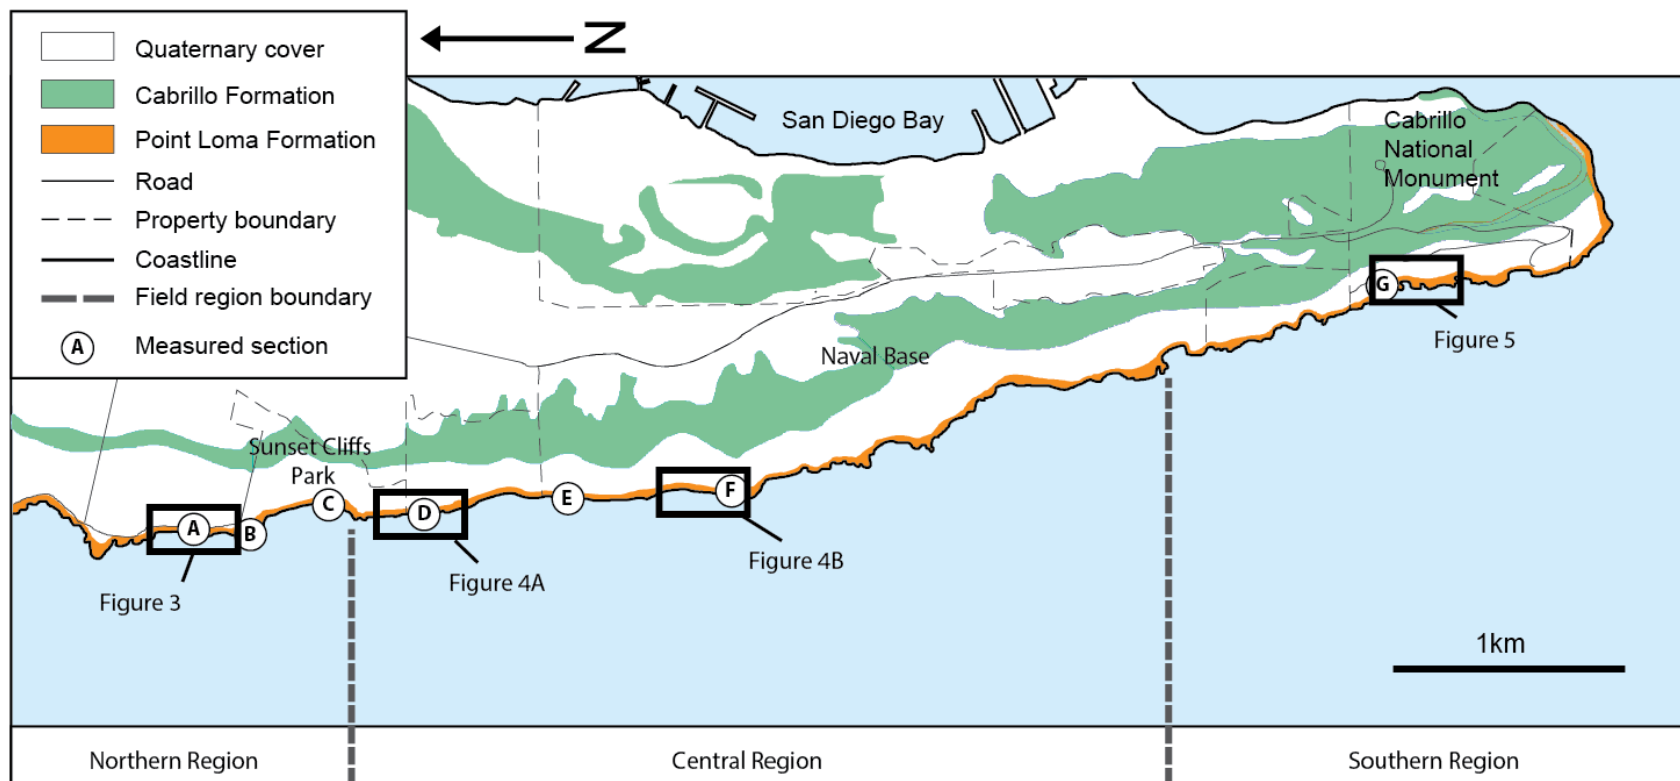 N
Quaternary cover
Cabrillo Formation
Point Loma Formation
Road
Property boundary
Coastline
Field region boundary
A
Measured section
San Diego Bay
Cabrillo
National
Monument
Naval Base
Sunset Cliffs
Park
A
B
C
D
E
F
G
Figure 3
Figure 4A
Figure 4B
Figure 5
1km
Northern Region
Central Region
Southern Region